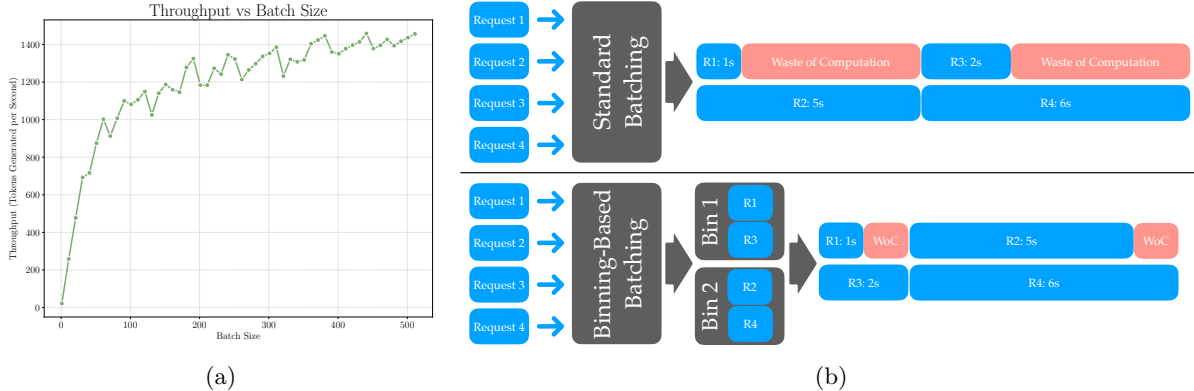 Throughput vs Batch Size
Throughput (Tokens Generated per Second)
1400
1200
1000
800
600
400
200
0
0 100 200 300 400 500
Batch Size
(a)
Request 1
Request 2
Request 3
Request 4
Standard
Batching
R1: 1s Waste of Computation R3: 2s Waste of Computation
R2: 5s R4: 6s
Request 1
Request 2
Request 3
Request 4
Binning-Based
Batching
Bin 1
R1
R3
Bin 2
R2
R4
R1: 1s WoC R2: 5s WoC
R3: 2s R4: 6s
(b)